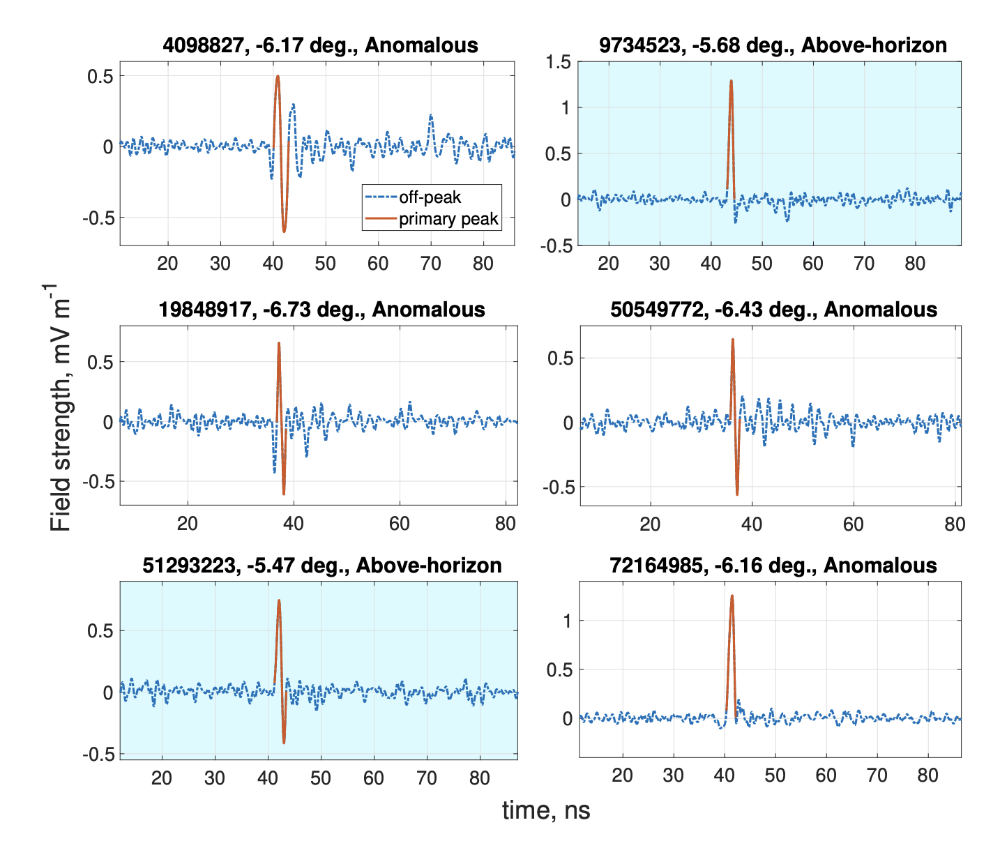 4098827, -6.17 deg., Anomalous
0.5
0
-0.5
20 30 40 50 60 70 80
off-peak
primary peak
9734523, -5.68 deg., Above-horizon
1.5
1
0.5
0
-0.5
20 30 40 50 60 70 80
19848917, -6.73 deg., Anomalous
0.5
0
-0.5
20 40 60 80
50549772, -6.43 deg., Anomalous
0.5
0
-0.5
20 40 60 80
51293223, -5.47 deg., Above-horizon
0.5
0
-0.5
20 30 40 50 60 70 80
72164985, -6.16 deg., Anomalous
1
0.5
0
20 30 40 50 60 70 80
Field strength, mV m-1
time, ns